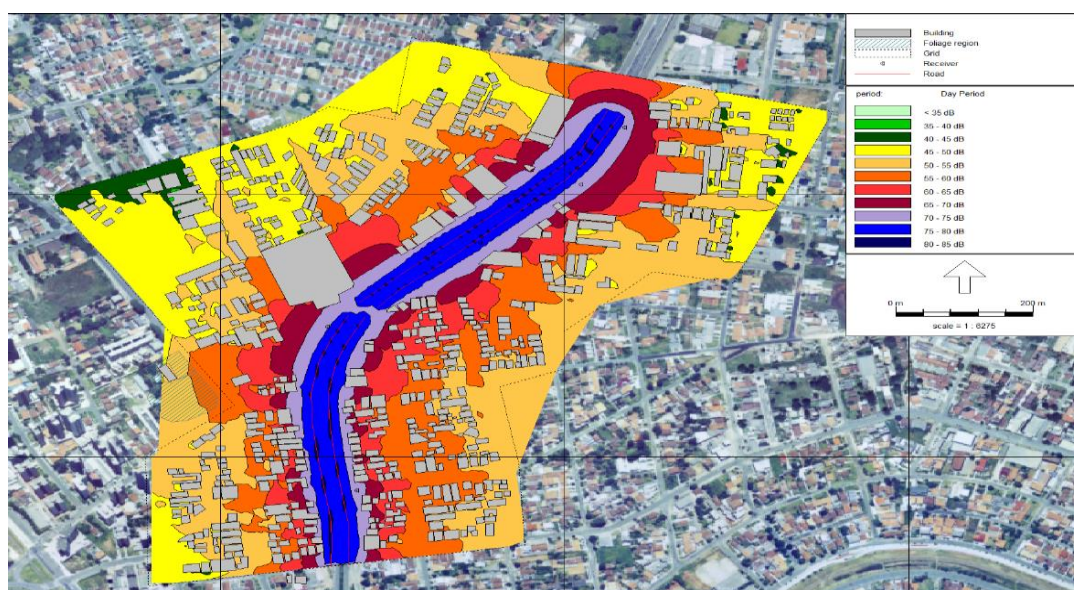 Building
Foliage region
Grid
Receiver
Road
period: Day Period
< 35 dB
35 - 40 dB
40 - 45 dB
45 - 50 dB
50 - 55 dB
55 - 60 dB
60 - 65 dB
65 - 70 dB
70 - 75 dB
75 - 80 dB
80 - 85 dB
0 m 200 m
scale = 1 : 6275